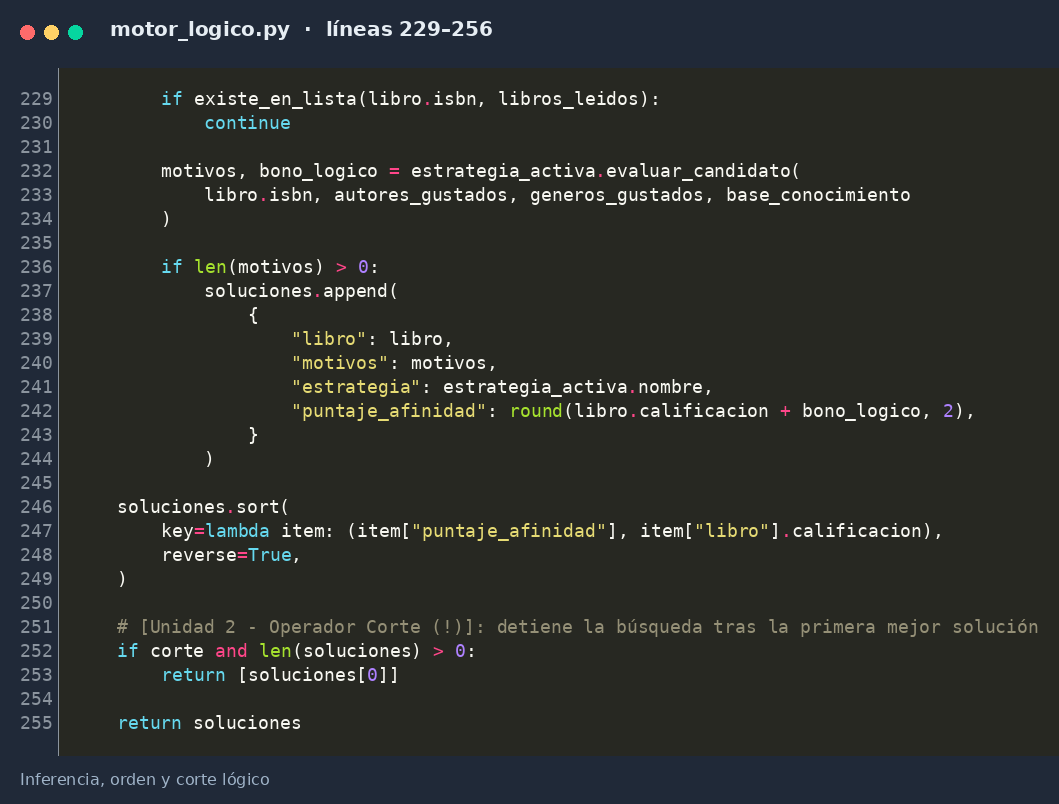 motor_logico.py · líneas 229–256
229         if existe_en_lista(libro.isbn, libros_leidos):
230             continue
231
232         motivos, bono_logico = estrategia_activa.evaluar_candidato(
233             libro.isbn, autores_gustados, generos_gustados, base_conocimiento
234         )
235
236         if len(motivos) > 0:
237             soluciones.append(
238                 {
239                     "libro": libro,
240                     "motivos": motivos,
241                     "estrategia": estrategia_activa.nombre,
242                     "puntaje_afinidad": round(libro.calificacion + bono_logico, 2),
243                 }
244             )
245
246     soluciones.sort(
247         key=lambda item: (item["puntaje_afinidad"], item["libro"].calificacion),
248         reverse=True,
249     )
250
251     # [Unidad 2 - Operador Corte (!)]: detiene la búsqueda tras la primera mejor solución
252     if corte and len(soluciones) > 0:
253         return [soluciones[0]]
254
255     return soluciones
Inferencia, orden y corte lógico